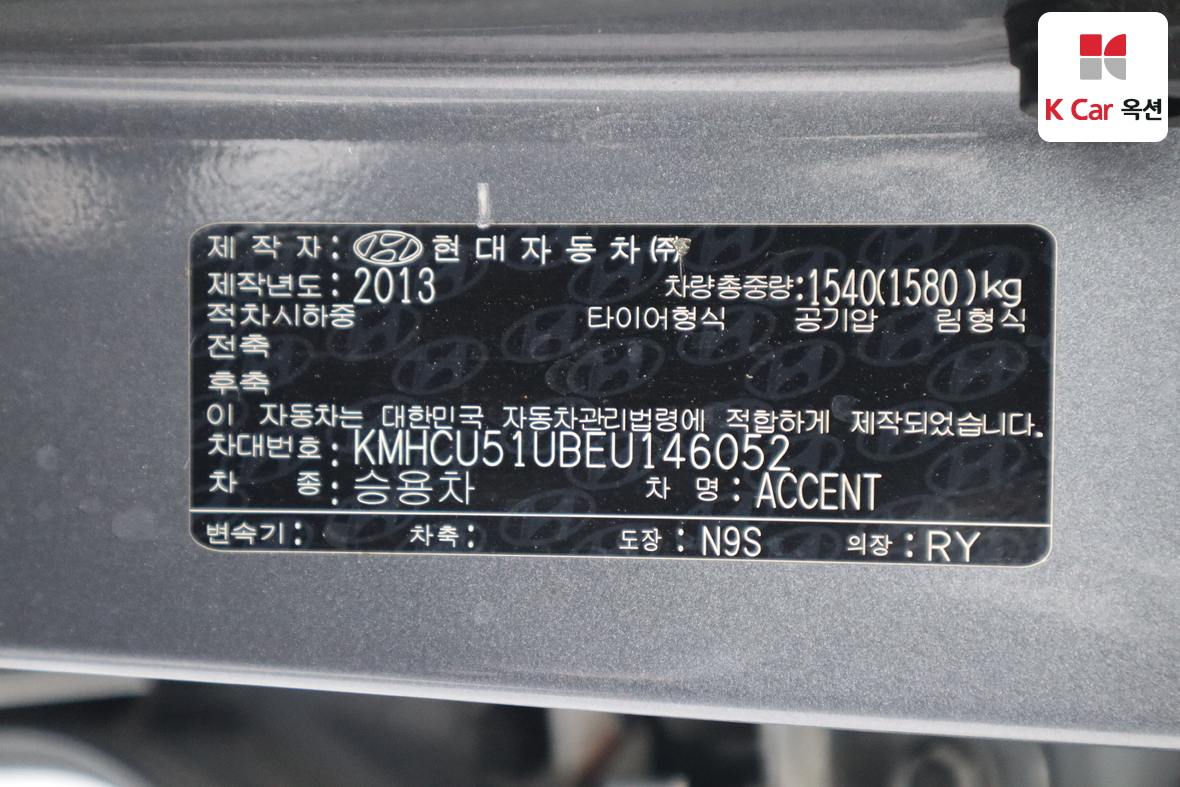 K Car 옥션
제 작 자 : 현 대 자 동 차 ㈜
제작년도 : 2013 차량총중량:1540(1580)kg
적차시하중 타이어형식 공기압 림형식
전축
후축
이 자동차는 대한민국 자동차관리법령에 적합하게 제작되었습니다.
차대번호 : KMHCU51UBEU146052
차 종 : 승용차 차 명 : ACCENT
변속기 : 차축 : 도장 : N9S 의장 : RY